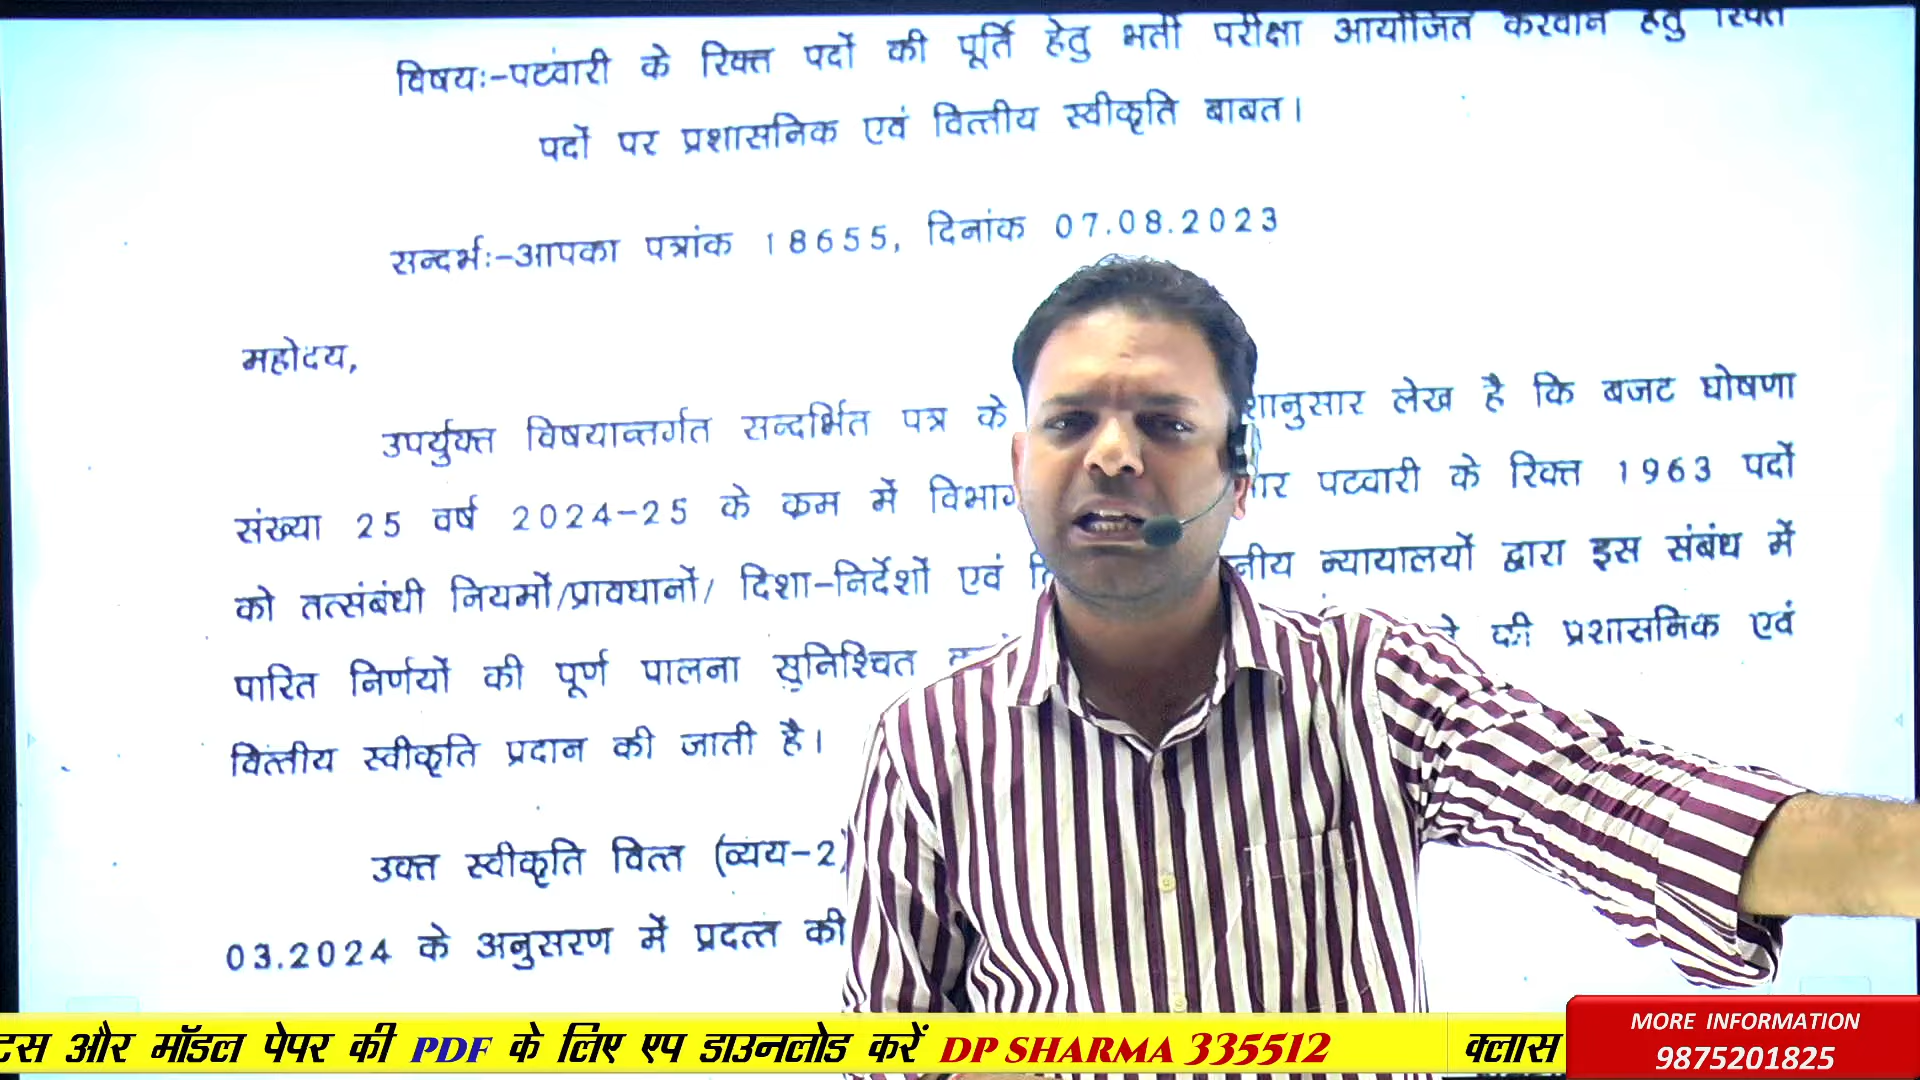 विषयः-पटवारी के रिक्त पदों की पूर्ति हेतु भर्ती परीक्षा आयोजित करवाने हेतु रिक्त
पदों पर प्रशासनिक एवं वित्तीय स्वीकृति बाबत।
सन्दर्भः-आपका पत्रांक 18655, दिनांक 07.08.2023
महोदय,
उपर्युक्त विषयान्तर्गत सन्दर्भित पत्र के शानुसार लेख है कि बजट घोषणा
संख्या 25 वर्ष 2024-25 के क्रम में विभाग ार पटवारी के रिक्त 1963 पदों
को तत्संबंधी नियमों/प्रावधानों/ दिशा-निर्देशों एवं नीय न्यायालयों द्वारा इस संबंध में
पारित निर्णयों की पूर्ण पालना सुनिश्चित की प्रशासनिक एवं
वित्तीय स्वीकृति प्रदान की जाती है।
उक्त स्वीकृति वित्त (व्यय-2)
03.2024 के अनुसरण में प्रदत्त की
टस और मॉडल पेपर की PDF के लिए एप डाउनलोड करें DP SHARMA 335512 क्लास
MORE INFORMATION
9875201825